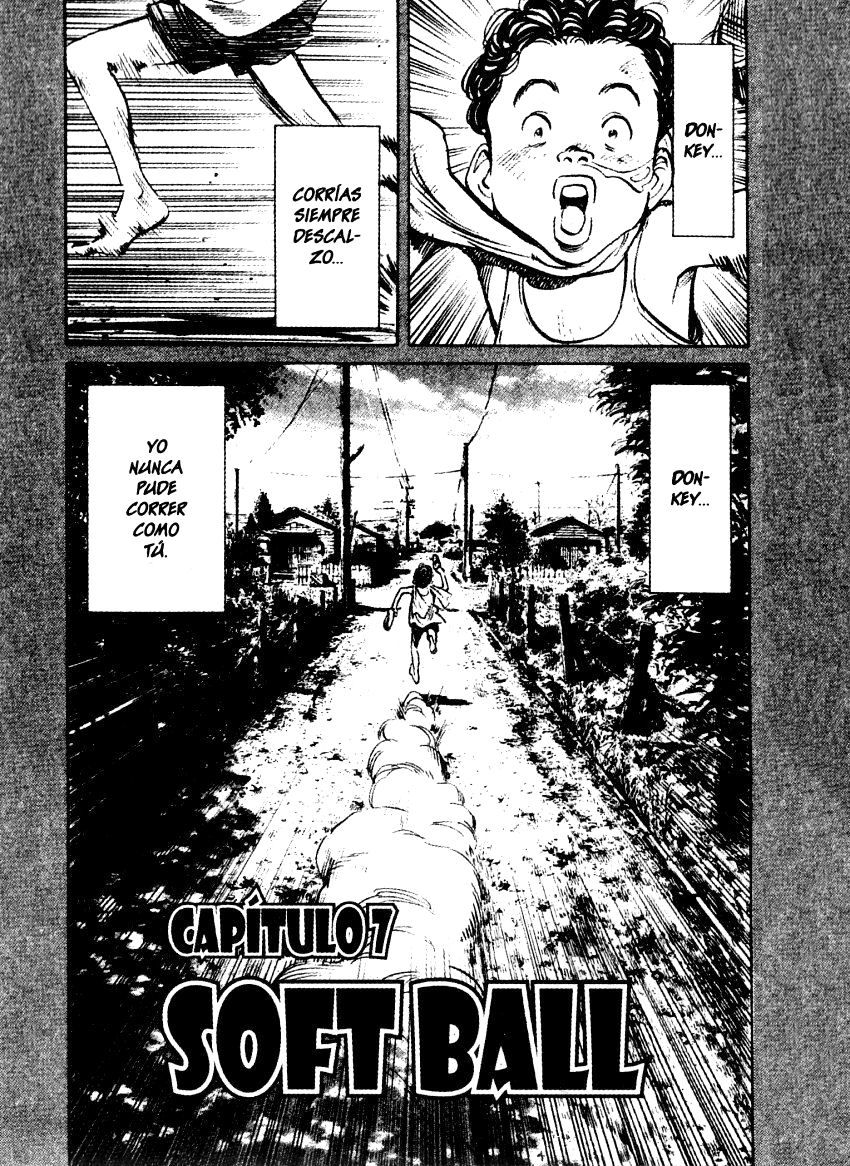 DON-
KEY...
CORRÍAS
SIEMPRE
DESCAL-
ZO...
DON-
KEY...
YO
NUNCA
PUDE
CORRER
COMO
TÚ.
CAPÍTULO 7
SOFT BALL